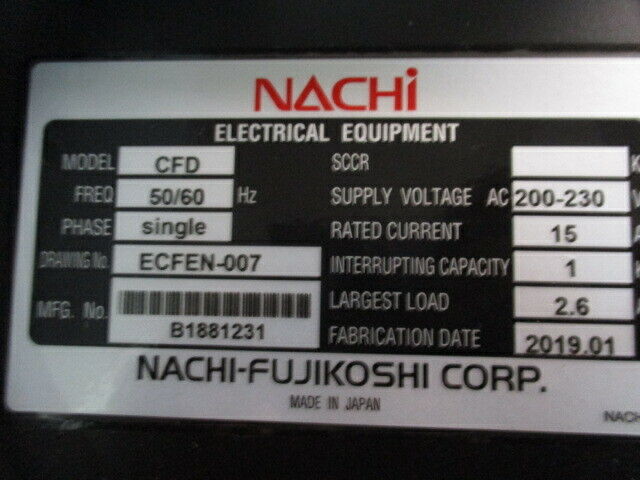 NACHi
ELECTRICAL EQUIPMENT
MODEL CFD SCCR K
FREQ 50/60 Hz SUPPLY VOLTAGE AC 200-230 V
PHASE single RATED CURRENT 15 A
DRAWING No. ECFEN-007 INTERRUPTING CAPACITY 1 K
MFG. No. B1881231 LARGEST LOAD 2.6 A
FABRICATION DATE 2019.01
NACHI-FUJIKOSHI CORP.
MADE IN JAPAN
NACH